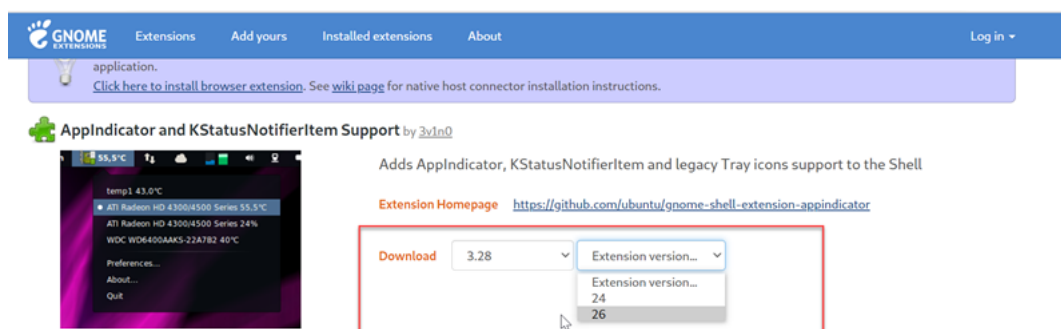 GNOME EXTENSIONS Extensions Add yours Installed extensions About Log in
application.
Click here to install browser extension. See wiki page for native host connector installation instructions.
AppIndicator and KStatusNotifierItem Support by 3v1n0
55,5°C
temp1 43.0°C
ATI Radeon HD 4300/4500 Series 55.5°C
ATI Radeon HD 4300/4500 Series 24%
WDC WD6400AAKS-22A7B2 40°C
Preferences...
About...
Quit
Adds AppIndicator, KStatusNotifierItem and legacy Tray icons support to the Shell
Extension Homepage https://github.com/ubuntu/gnome-shell-extension-appindicator
Download 3.28 Extension version...
Extension version...
24
26